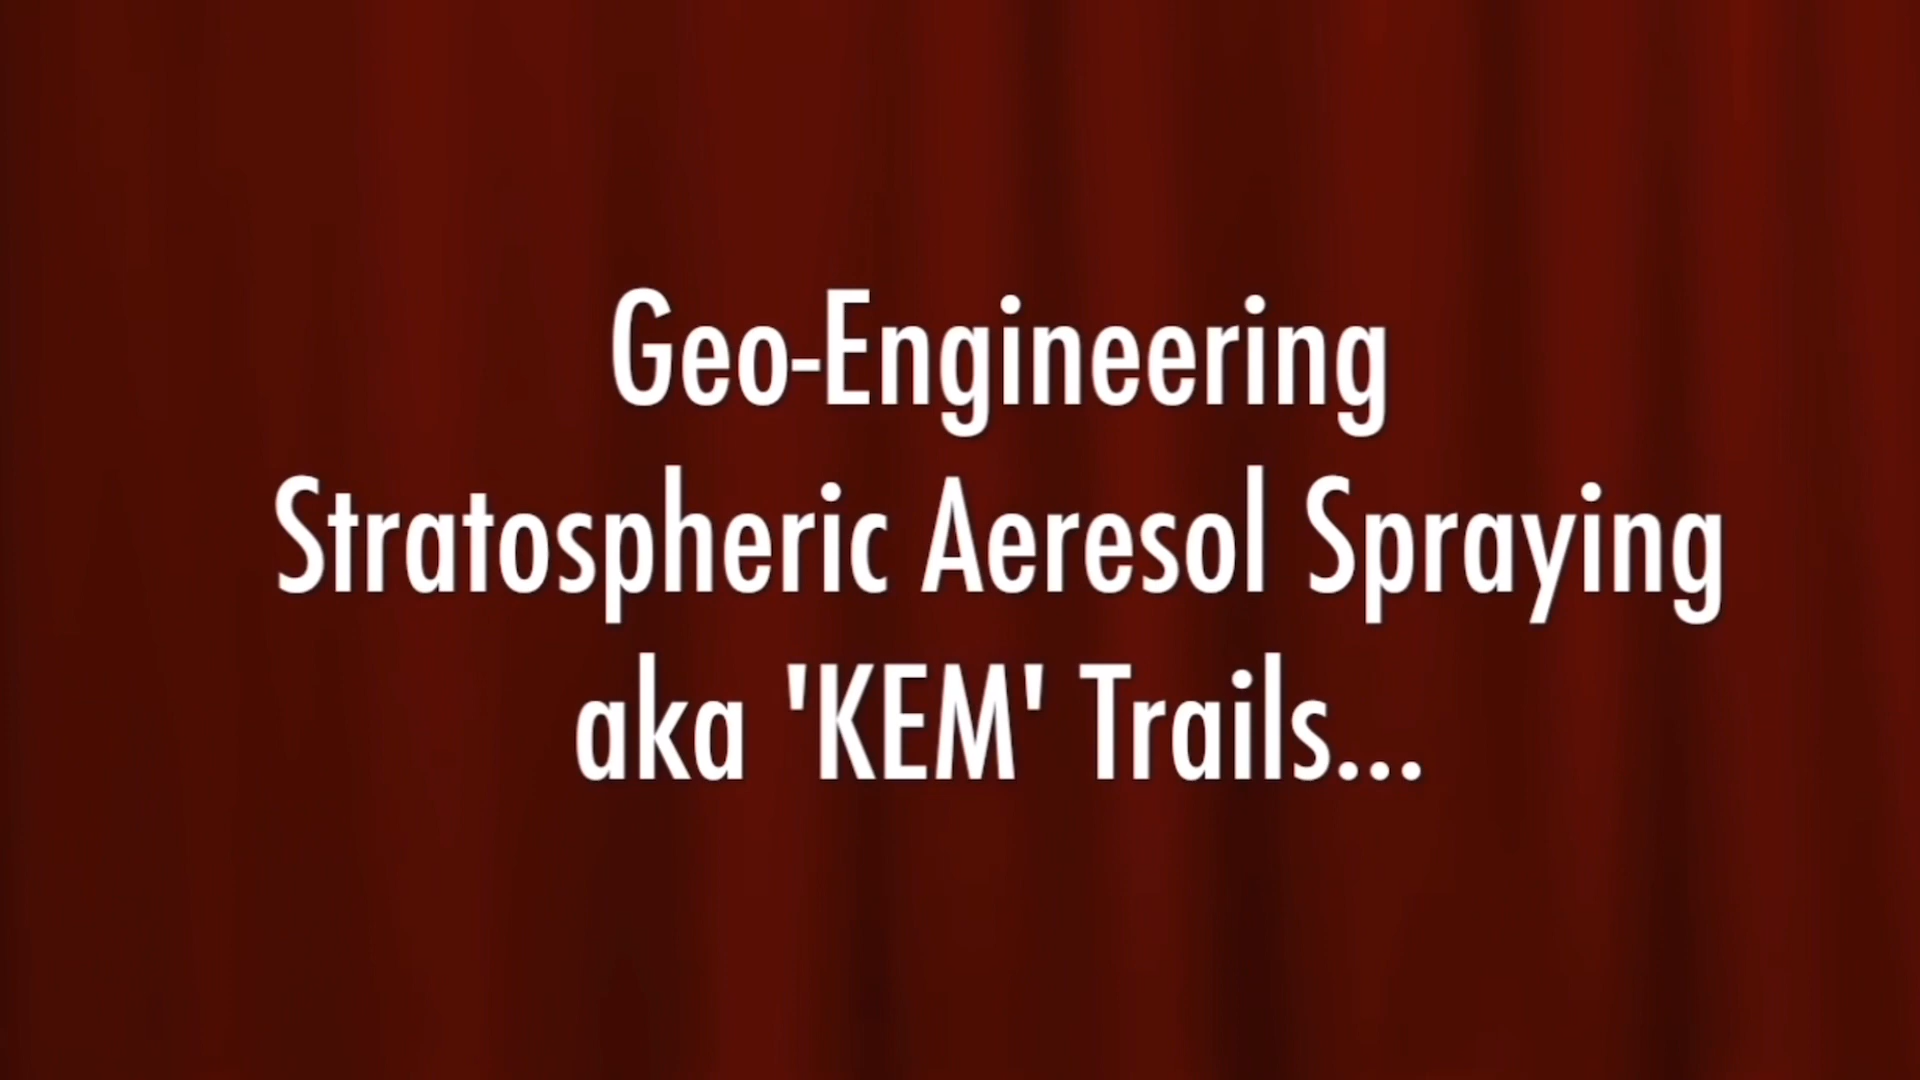 Geo-Engineering
Stratospheric Aeresol Spraying
aka 'KEM' Trails...